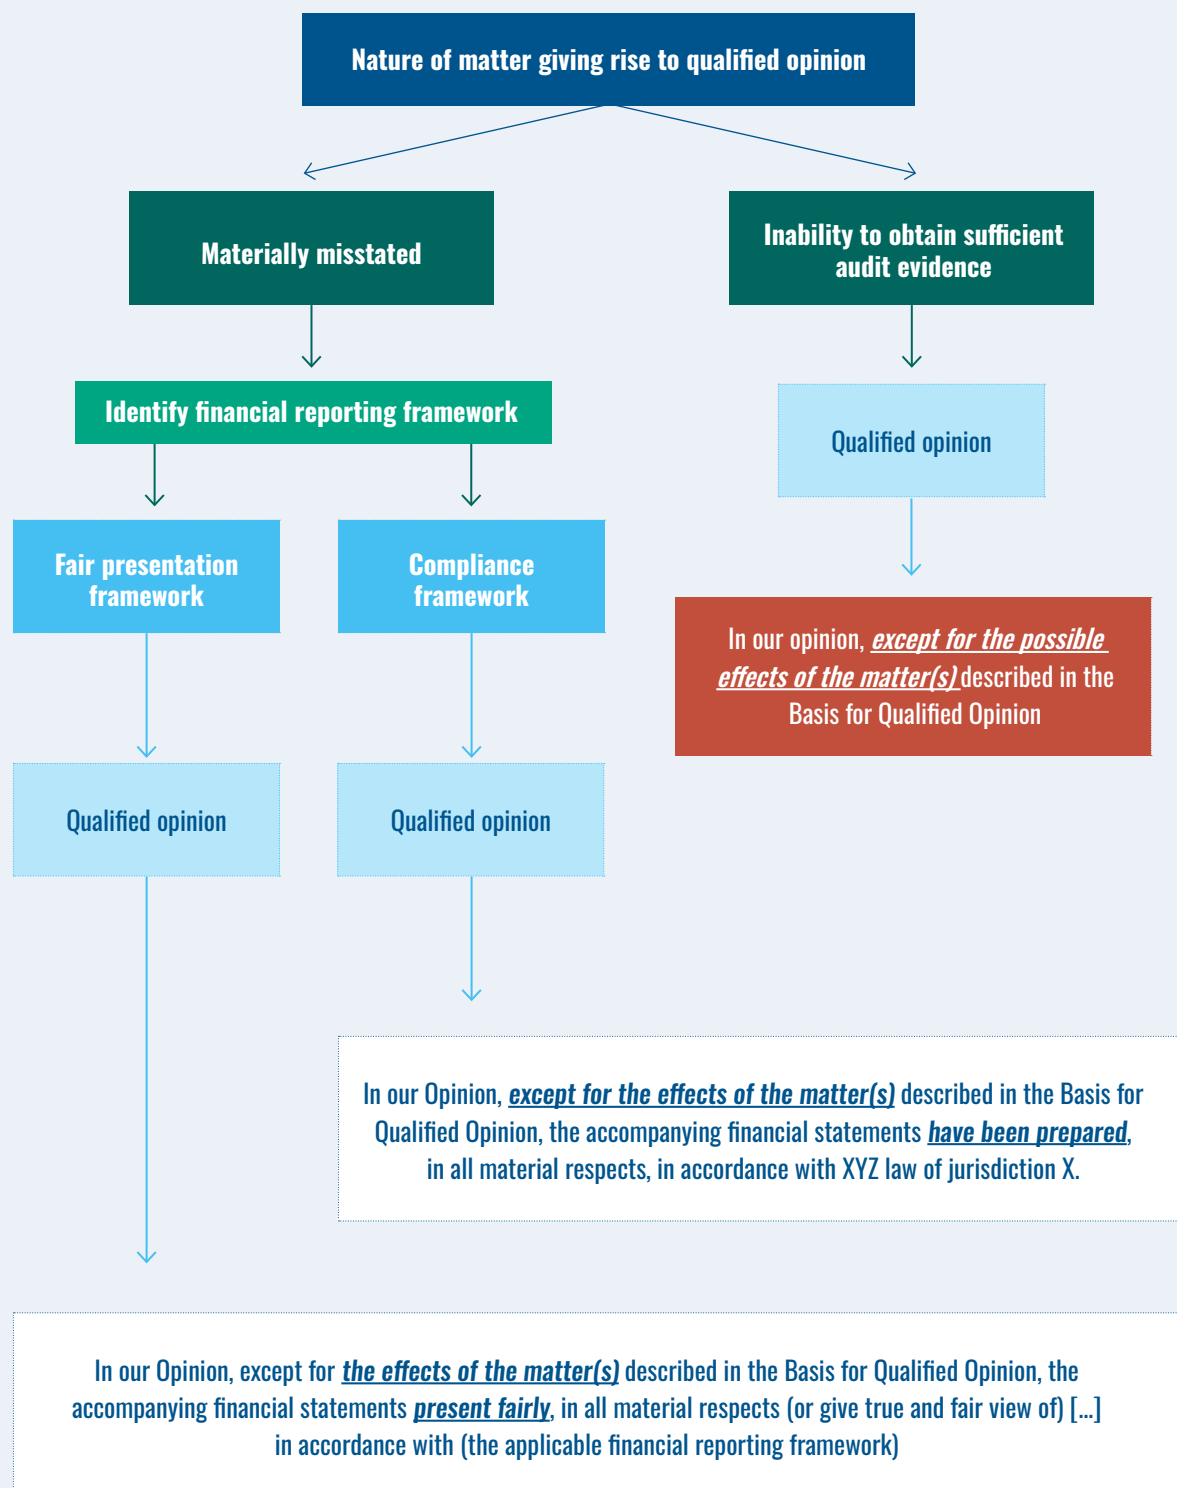 Nature of matter giving rise to qualified opinion
Materially misstated
Inability to obtain sufficient
audit evidence
Identify financial reporting framework
Qualified opinion
Fair presentation
framework
Compliance
framework
In our opinion, except for the possible
effects of the matter(s) described in the
Basis for Qualified Opinion
Qualified opinion
Qualified opinion
In our Opinion, except for the effects of the matter(s) described in the Basis for
Qualified Opinion, the accompanying financial statements have been prepared,
in all material respects, in accordance with XYZ law of jurisdiction X.
In our Opinion, except for the effects of the matter(s) described in the Basis for Qualified Opinion, the
accompanying financial statements present fairly, in all material respects (or give true and fair view of) [...]
in accordance with (the applicable financial reporting framework)